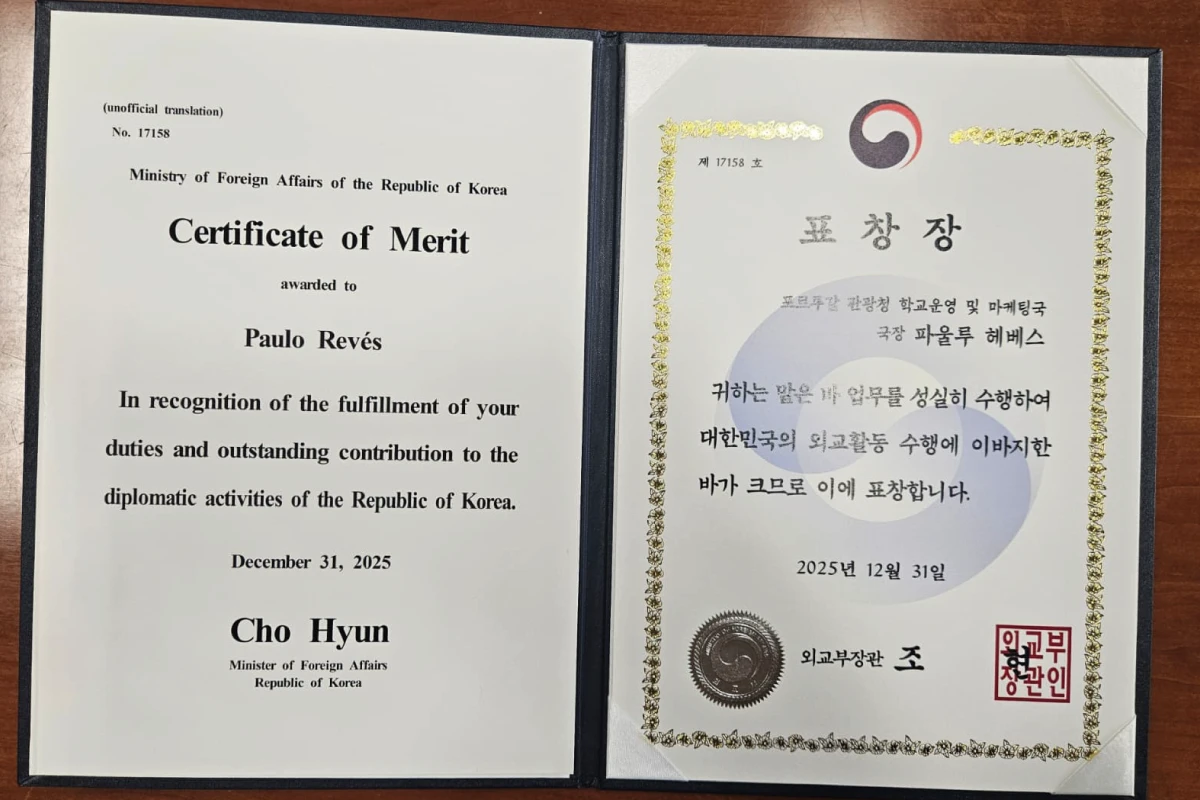 (unofficial translation)
No. 17158
Ministry of Foreign Affairs of the Republic of Korea
Certificate of Merit
awarded to
Paulo Revés
In recognition of the fulfillment of your
duties and outstanding contribution to the
diplomatic activities of the Republic of Korea.
December 31, 2025
Cho Hyun
Minister of Foreign Affairs
Republic of Korea
제 17158 호
표 창 장
포르투갈 관광청 학교운영 및 마케팅국
국장 파울루 헤베스
귀하는 맡은 바 업무를 성실히 수행하여
대한민국의 외교활동 수행에 이바지한
바가 크므로 이에 표창합니다.
2025년 12월 31일
외교부장관 조 현
외교부
장관인